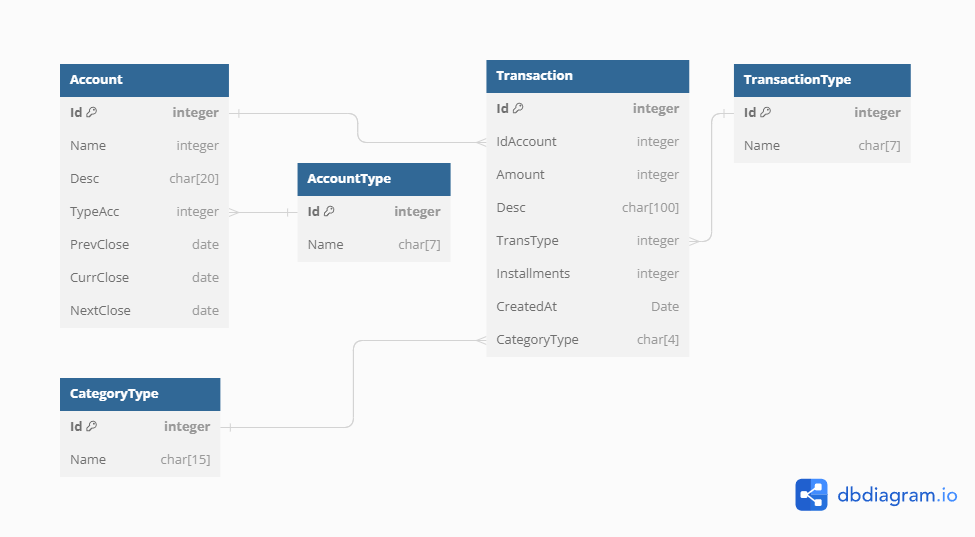 Account
Id integer
Name integer
Desc char[20]
TypeAcc integer
PrevClose date
CurrClose date
NextClose date
AccountType
Id integer
Name char[7]
Transaction
Id integer
IdAccount integer
Amount integer
Desc char[100]
TransType integer
Installments integer
CreatedAt Date
CategoryType char[4]
TransactionType
Id integer
Name char[7]
CategoryType
Id integer
Name char[15]
dbdiagram.io